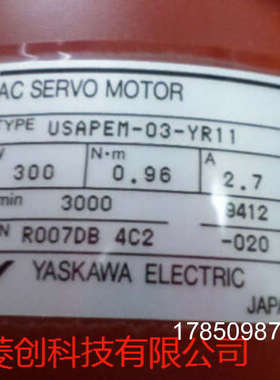 AC SERVO MOTOR
TYPE USAPEM-03-YR11
W N·m A
300 0.96 2.7
min 3000 9412
N R007DB 4C2 -020
YASKAWA ELECTRIC
JAPA
17850987
菱创科技有限公司